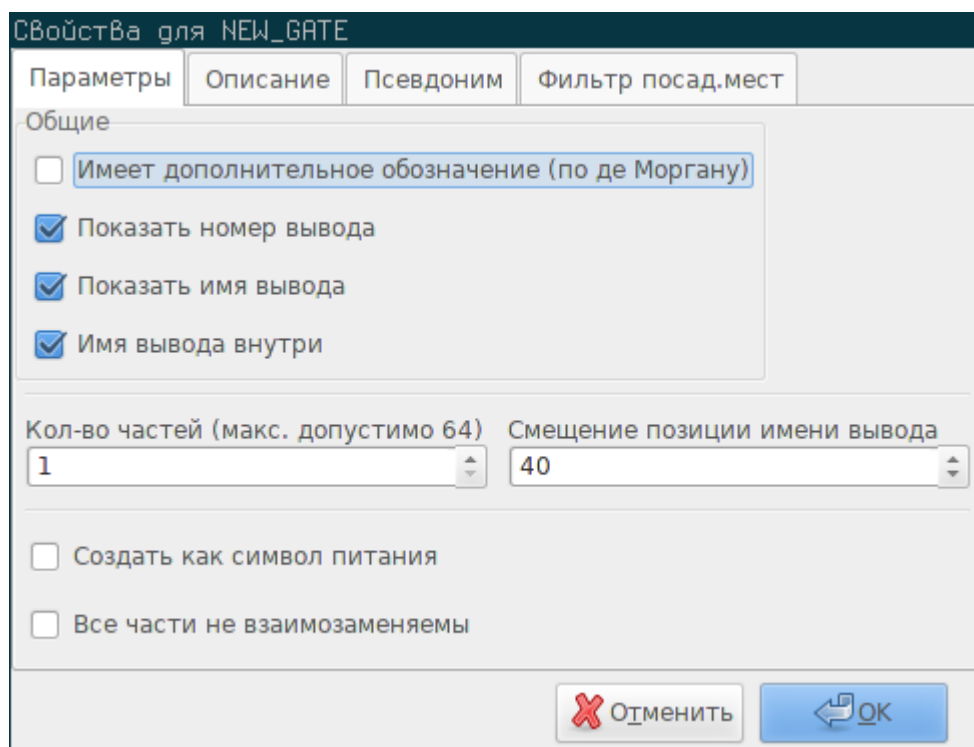 Свойства для NEW_GATE
Параметры Описание Псевдоним Фильтр посад.мест
Общие
Имеет дополнительное обозначение (по де Моргану)
Показать номер вывода
Показать имя вывода
Имя вывода внутри
Кол-во частей (макс. допустимо 64) Смещение позиции имени вывода
1 40
Создать как символ питания
Все части не взаимозаменяемы
Отменить OK